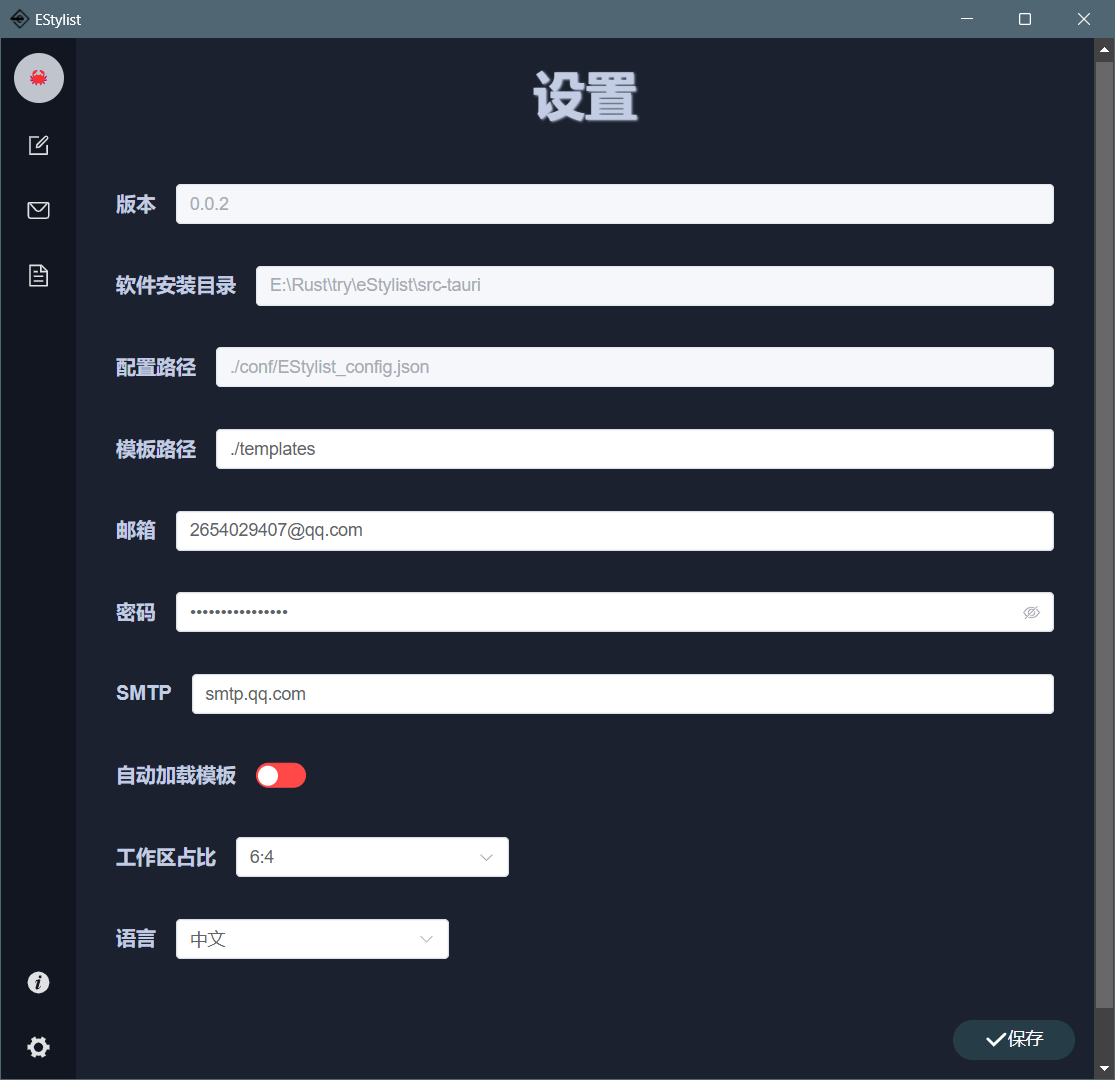 EStylist
设置
版本 0.0.2
软件安装目录 E:\Rust\try\eStylist\src-tauri
配置路径 ./conf/EStylist_config.json
模板路径 ./templates
邮箱 2654029407@qq.com
密码 ••••••••••••••••
SMTP smtp.qq.com
自动加载模板
工作区占比 6:4
语言 中文
保存